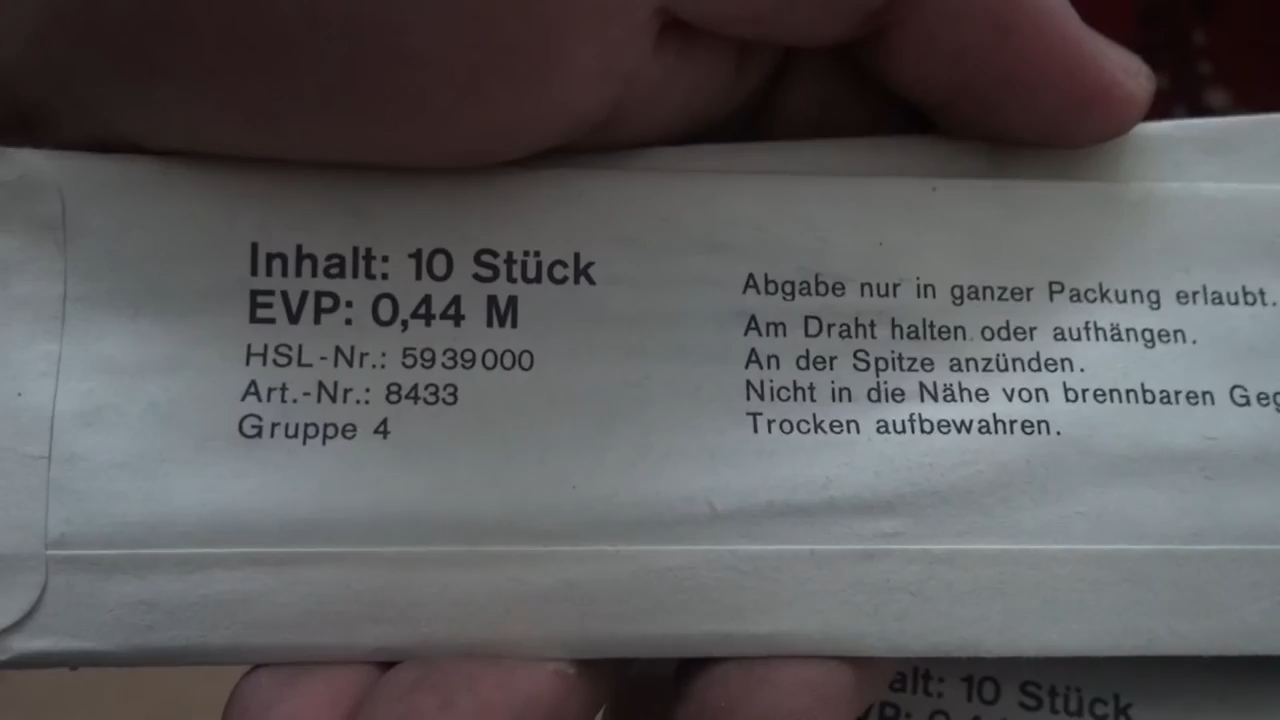 Inhalt: 10 Stück
EVP: 0,44 M
HSL-Nr.: 5939000
Art.-Nr.: 8433
Gruppe 4
Abgabe nur in ganzer Packung erlaubt.
Am Draht halten oder aufhängen.
An der Spitze anzünden.
Nicht in die Nähe von brennbaren
Trocken aufbewahren.
alt: 10 Stück